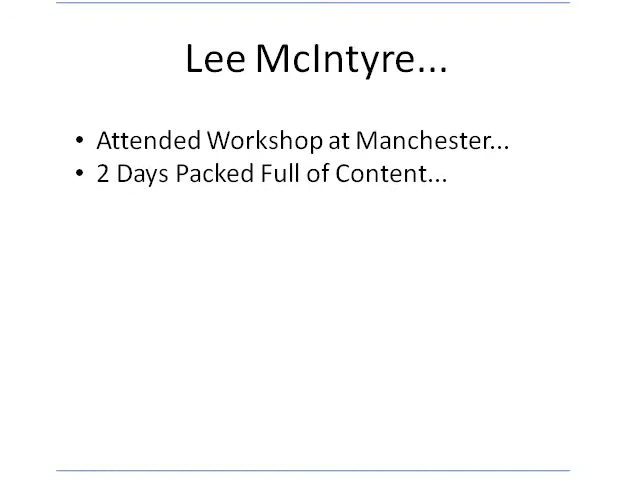 Lee McIntyre...
• Attended Workshop at Manchester...
• 2 Days Packed Full of Content...